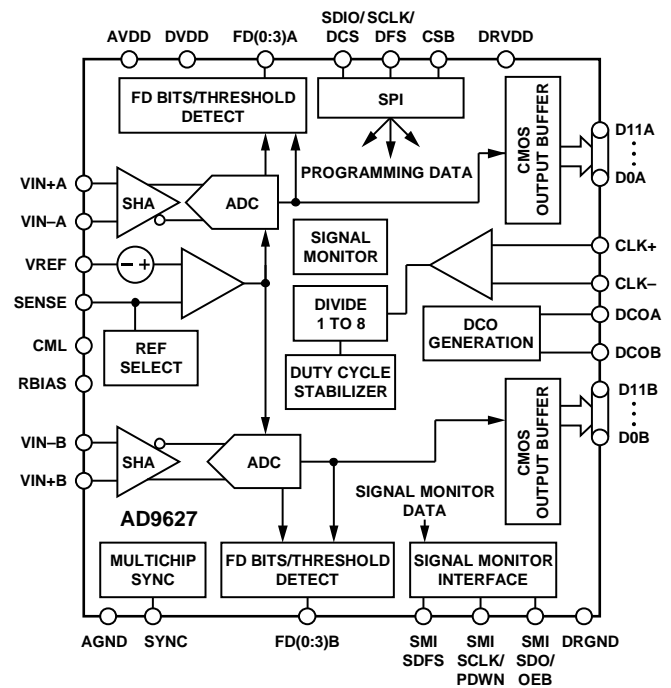 SDIO/ SCLK/
AVDD DVDD FD(0:3)A DCS DFS CSB DRVDD
FD BITS/THRESHOLD
DETECT
SPI
PROGRAMMING DATA
CMOS
OUTPUT BUFFER
D11A
D0A
VIN+A
VIN–A
SHA
ADC
VREF
– +
SENSE
REF
SELECT
CML
RBIAS
SIGNAL
MONITOR
DIVIDE
1 TO 8
DUTY CYCLE
STABILIZER
CLK+
CLK–
DCO
GENERATION
DCOA
DCOB
VIN–B
VIN+B
SHA
ADC
CMOS
OUTPUT BUFFER
D11B
D0B
AD9627
SIGNAL MONITOR
DATA
MULTICHIP
SYNC
FD BITS/THRESHOLD
DETECT
SIGNAL MONITOR
INTERFACE
AGND SYNC FD(0:3)B
SMI
SDFS
SMI
SCLK/
PDWN
SMI
SDO/
OEB
DRGND